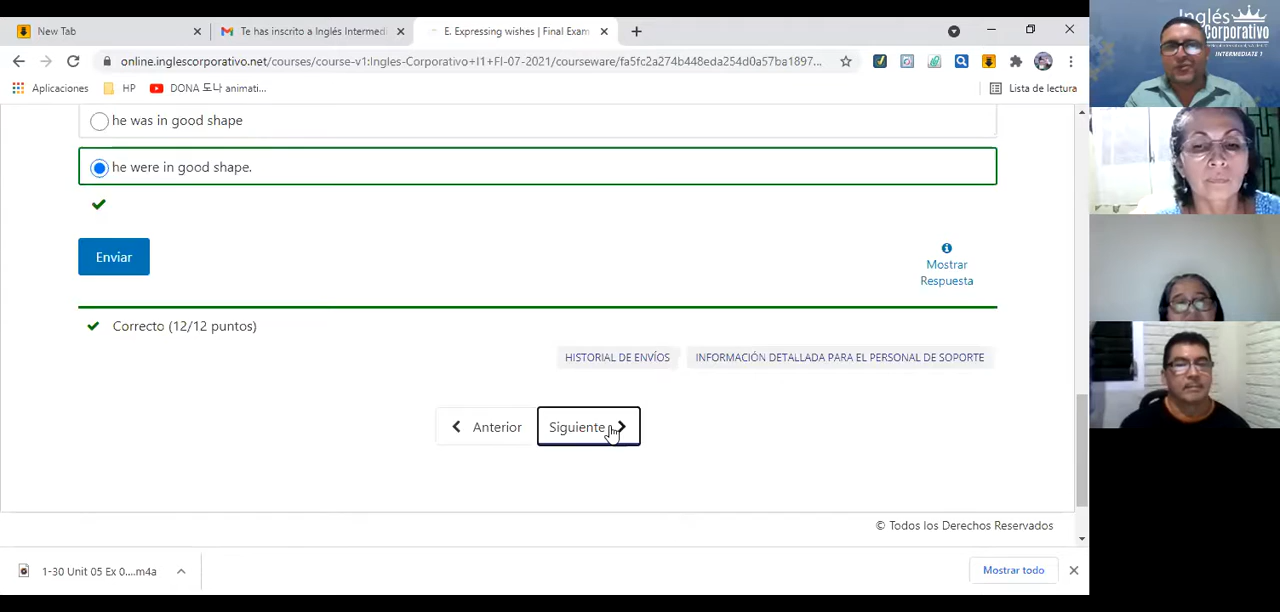 New Tab
Te has inscrito a Inglés Intermedi
E. Expressing wishes | Final Exam
online.inglescorporativo.net/courses/course-v1:Ingles-Corporativo+I1+FI-07-2021/courseware/fa5fc2a274b448eda254d0a57ba1897...
Aplicaciones
HP
DONA 도나 animati...
Lista de lectura
he was in good shape
he were in good shape.
Enviar
Mostrar
Respuesta
Correcto (12/12 puntos)
HISTORIAL DE ENVÍOS
INFORMACIÓN DETALLADA PARA EL PERSONAL DE SOPORTE
Anterior
Siguiente
© Todos los Derechos Reservados
1-30 Unit 05 Ex 0....m4a
Mostrar todo
Inglés
Corporativo
INTERMEDIATE 1